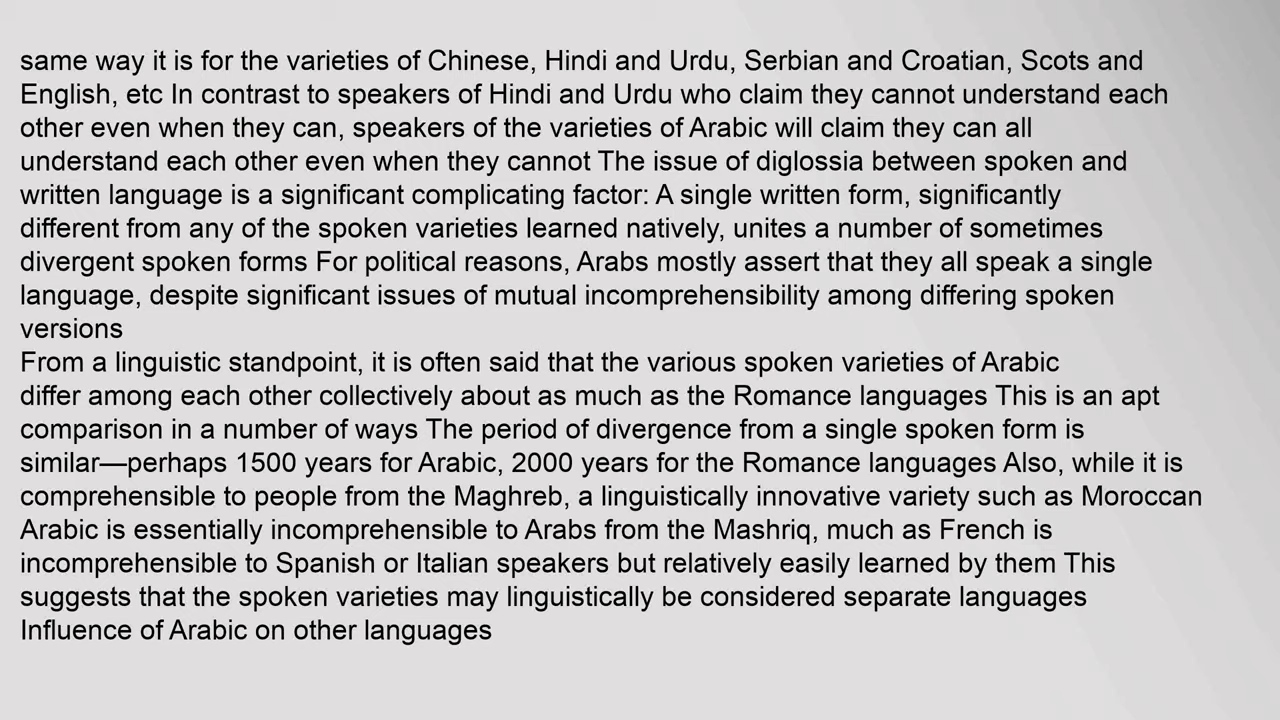 same way it is for the varieties of Chinese, Hindi and Urdu, Serbian and Croatian, Scots and
English, etc In contrast to speakers of Hindi and Urdu who claim they cannot understand each
other even when they can, speakers of the varieties of Arabic will claim they can all
understand each other even when they cannot The issue of diglossia between spoken and
written language is a significant complicating factor: A single written form, significantly
different from any of the spoken varieties learned natively, unites a number of sometimes
divergent spoken forms For political reasons, Arabs mostly assert that they all speak a single
language, despite significant issues of mutual incomprehensibility among differing spoken
versions
From a linguistic standpoint, it is often said that the various spoken varieties of Arabic
differ among each other collectively about as much as the Romance languages This is an apt
comparison in a number of ways The period of divergence from a single spoken form is
similar—perhaps 1500 years for Arabic, 2000 years for the Romance languages Also, while it is
comprehensible to people from the Maghreb, a linguistically innovative variety such as Moroccan
Arabic is essentially incomprehensible to Arabs from the Mashriq, much as French is
incomprehensible to Spanish or Italian speakers but relatively easily learned by them This
suggests that the spoken varieties may linguistically be considered separate languages
Influence of Arabic on other languages